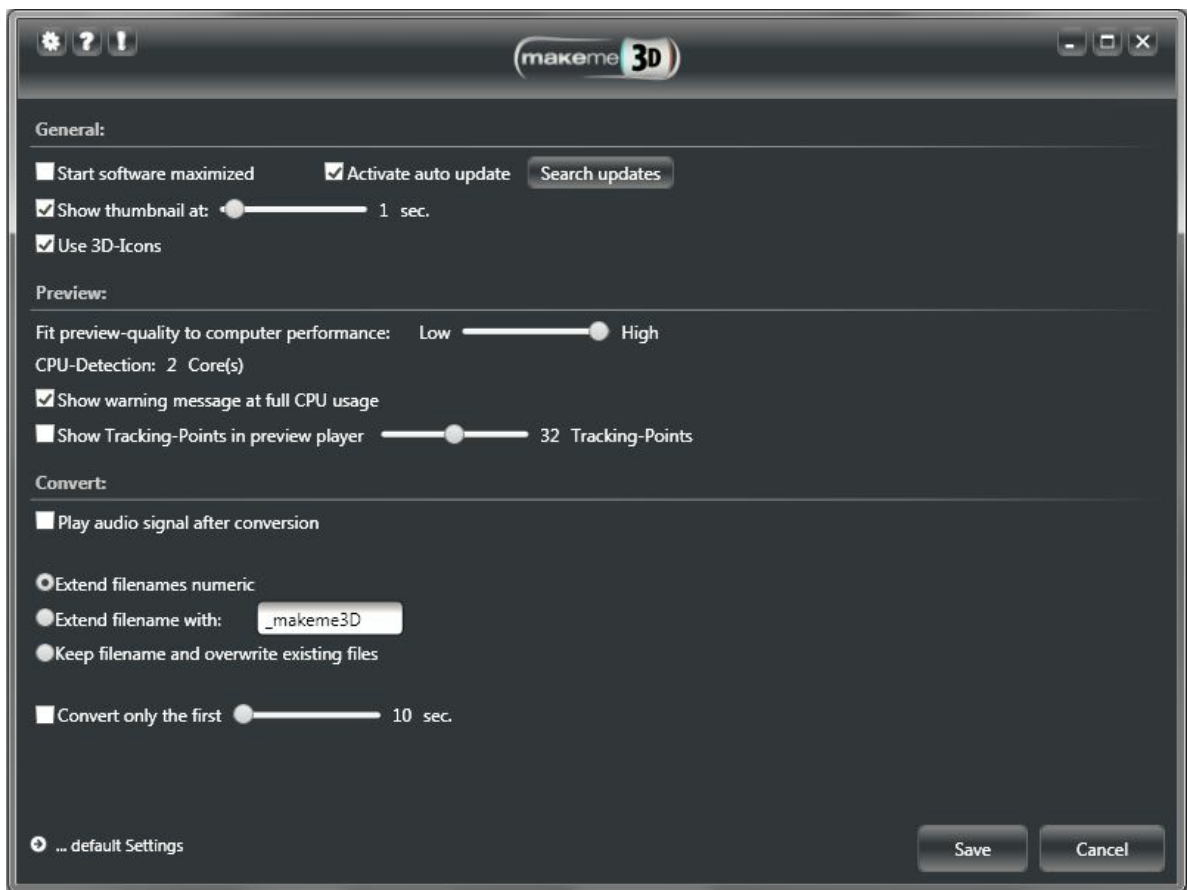 ? !
makeme 3D
General:
Start software maximized Activate auto update Search updates
Show thumbnail at: 1 sec.
Use 3D-Icons
Preview:
Fit preview-quality to computer performance: Low High
CPU-Detection: 2 Core(s)
Show warning message at full CPU usage
Show Tracking-Points in preview player 32 Tracking-Points
Convert:
Play audio signal after conversion
Extend filenames numeric
Extend filename with: _makeme3D
Keep filename and overwrite existing files
Convert only the first 10 sec.
... default Settings Save Cancel